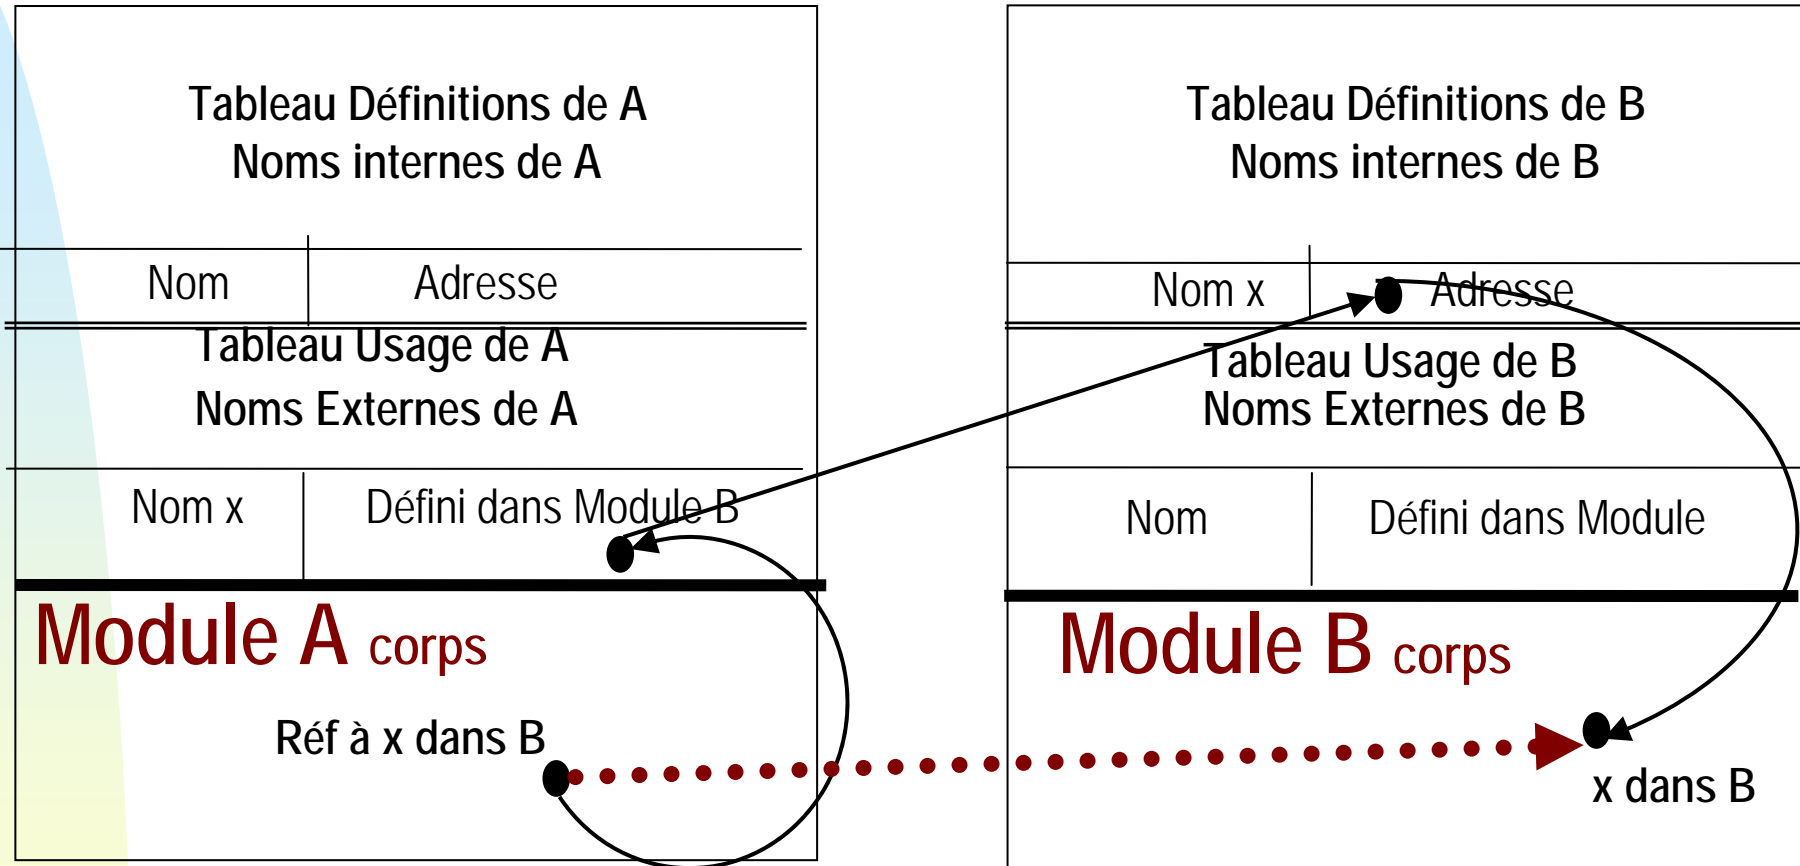 Tableau Définitions de A
Noms internes de A
Nom Adresse
Tableau Usage de A
Noms Externes de A
Nom x Défini dans Module B
Module A corps
Réf à x dans B
Tableau Définitions de B
Noms internes de B
Nom x Adresse
Tableau Usage de B
Noms Externes de B
Nom Défini dans Module
Module B corps
x dans B